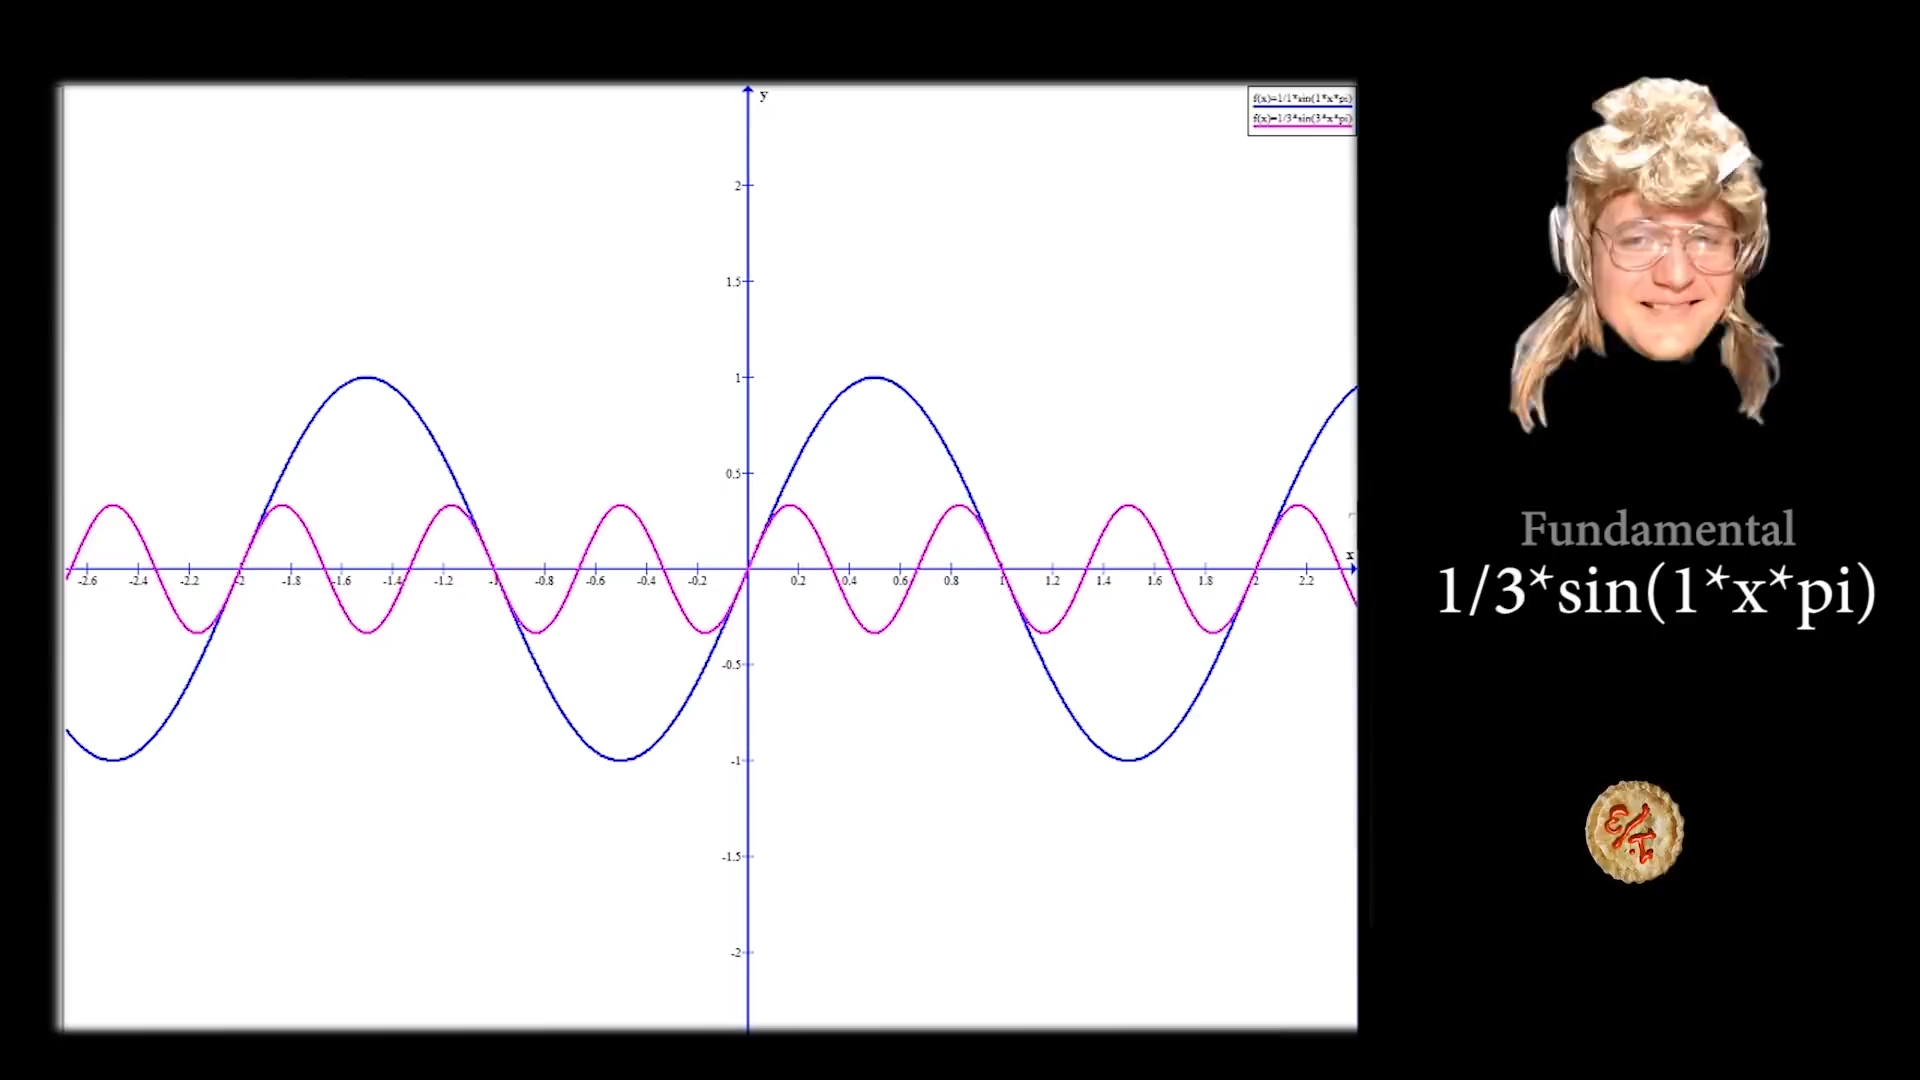 y
f(x)=1/1*sin(1*x*pi)
f(x)=1/3*sin(3*x*pi)
2
1.5
1
0.5
x
-2.6 -2.4 -2.2 -2 -1.8 -1.6 -1.4 -1.2 -1 -0.8 -0.6 -0.4 -0.2 0.2 0.4 0.6 0.8 1 1.2 1.4 1.6 1.8 2 2.2
-0.5
-1
-1.5
-2
Fundamental
1/3*sin(1*x*pi)